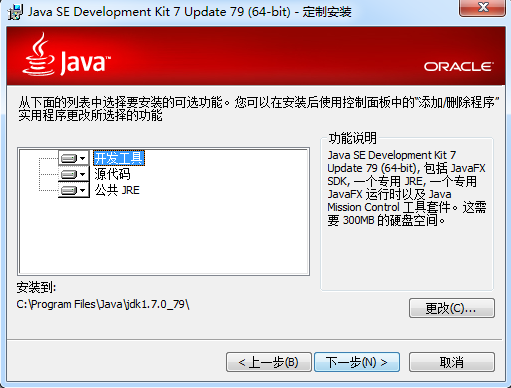 Java SE Development Kit 7 Update 79 (64-bit) - 定制安装
Java™
ORACLE
从下面的列表中选择要安装的可选功能。您可以在安装后使用控制面板中的“添加/删除程序”
实用程序更改所选择的功能
开发工具
源代码
公共 JRE
功能说明
Java SE Development Kit 7
Update 79 (64-bit), 包括 JavaFX
SDK, 一个专用 JRE, 一个专用
JavaFX 运行时以及 Java
Mission Control 工具套件。这需
要 300MB 的硬盘空间。
安装到:
C:\Program Files\Java\jdk1.7.0_79\
更改(C)...
< 上一步(B)
下一步(N) >
取消